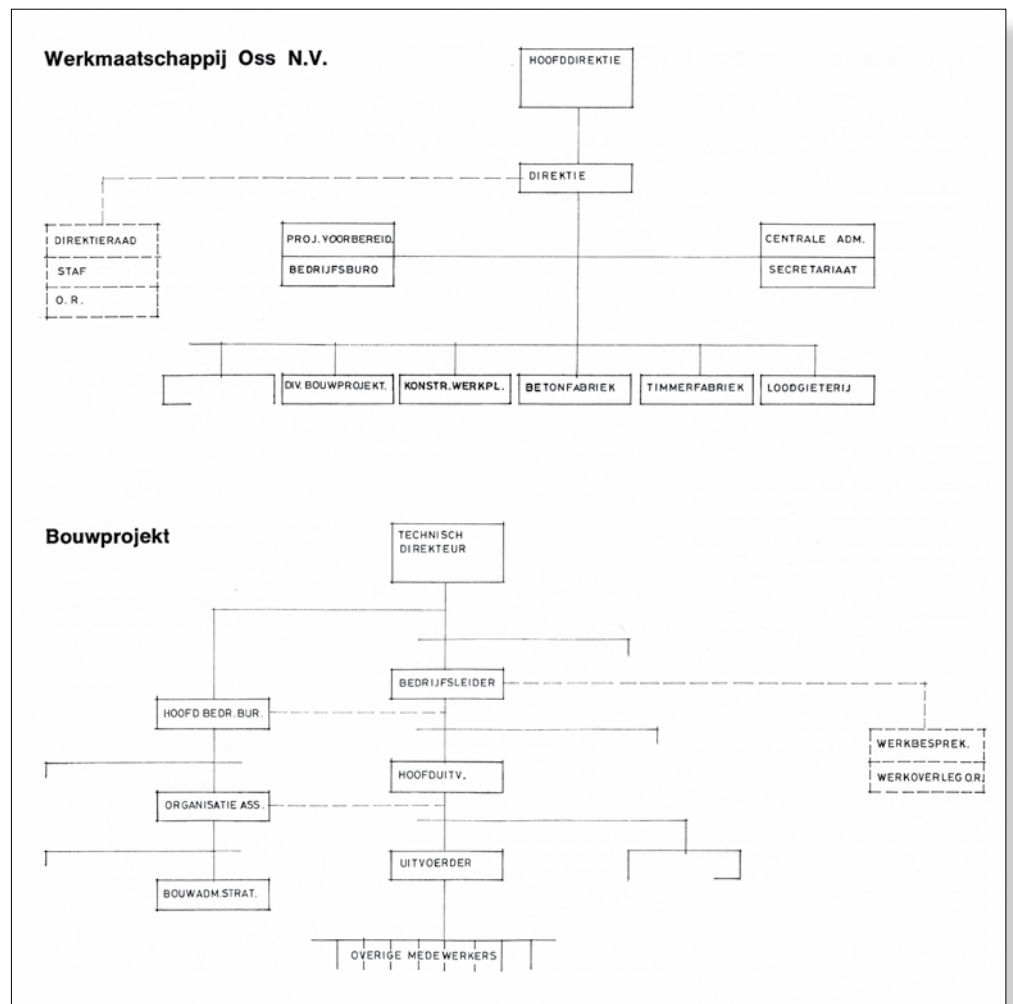 Werkmaatschappij Oss N.V.
HOOFDDIREKTIE
DIREKTIE
DIREKTIERAAD
STAF
O.R.
PROJ.VOORBEREID.
BEDRIJFSBURO
CENTRALE ADM.
SECRETARIAAT
DIV.BOUWPROJEKT.
KONSTR.WERKPL.
BETONFABRIEK
TIMMERFABRIEK
LOODGIETERIJ
Bouwprojekt
TECHNISCH
DIREKTEUR
BEDRIJFSLEIDER
HOOFD BEDR.BUR.
WERKBESPREK.
WERKOVERLEG O.R.
HOOFDUITV.
ORGANISATIE ASS.
UITVOERDER
BOUWADM.STRAT.
OVERIGE MEDEWERKERS